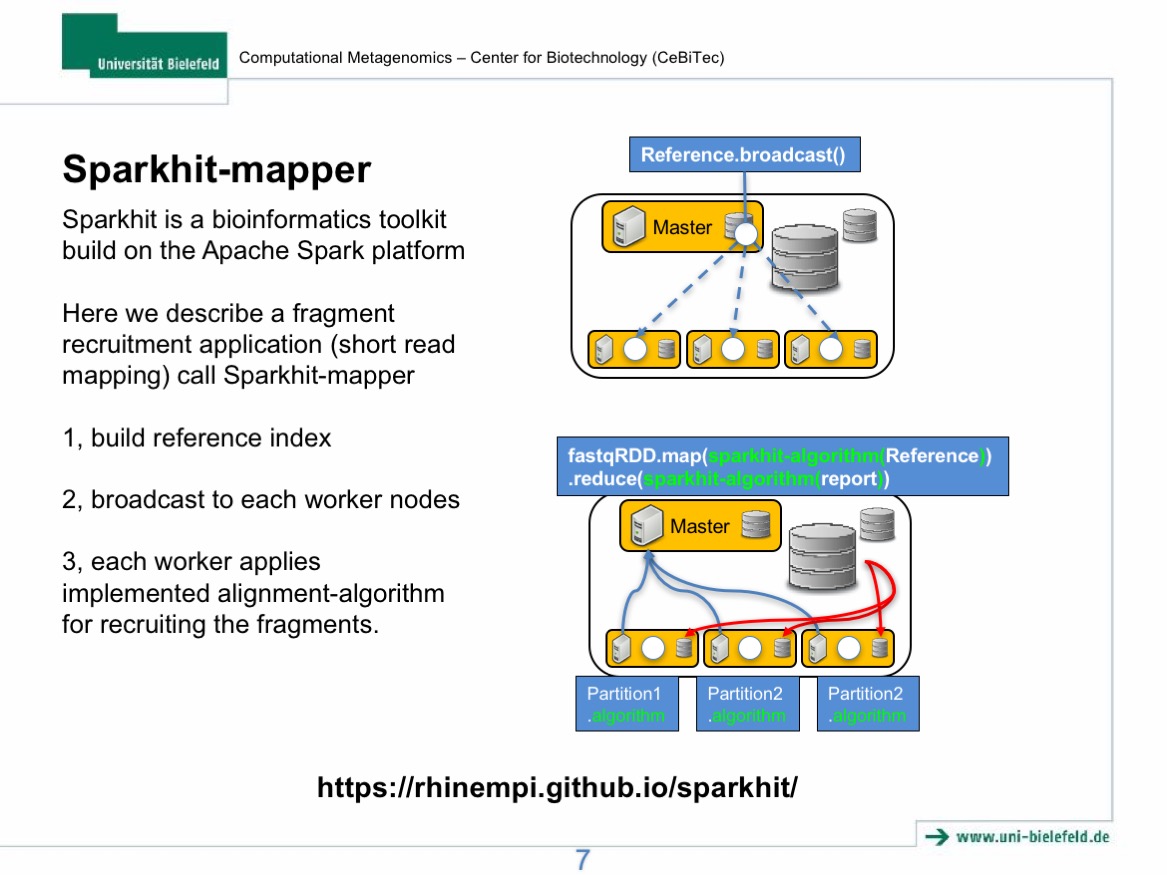 Universität Bielefeld
Computational Metagenomics – Center for Biotechnology (CeBiTec)
Sparkhit-mapper
Sparkhit is a bioinformatics toolkit
build on the Apache Spark platform
Here we describe a fragment
recruitment application (short read
mapping) call Sparkhit-mapper
1, build reference index
2, broadcast to each worker nodes
3, each worker applies
implemented alignment-algorithm
for recruiting the fragments.
Reference.broadcast()
Master
fastqRDD.map(sparkhit-algorithm(Reference))
.reduce(sparkhit-algorithm(report))
Master
Partition1
.algorithm
Partition2
.algorithm
Partition2
.algorithm
https://rhinempi.github.io/sparkhit/
www.uni-bielefeld.de
7